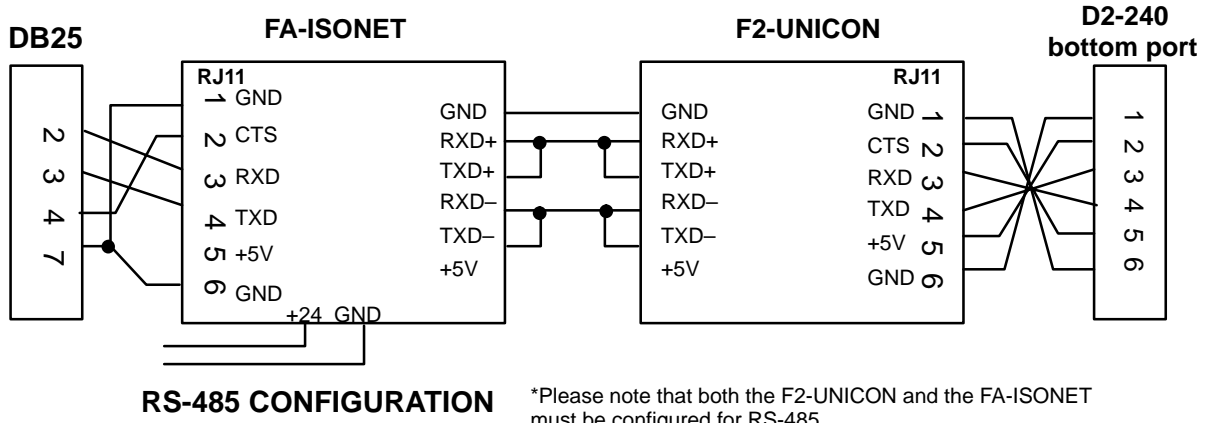 DB25
FA-ISONET
F2-UNICON
D2-240
bottom port
2
3
4
7
RJ11
1 GND
2 CTS
3 RXD
4 TXD
5 +5V
6 GND
+24 GND
GND
RXD+
TXD+
RXD–
TXD–
+5V
GND
RXD+
TXD+
RXD–
TXD–
+5V
RJ11
GND 1
CTS 2
RXD 3
TXD 4
+5V 5
GND 6
1
2
3
4
5
6
RS-485 CONFIGURATION
*Please note that both the F2-UNICON and the FA-ISONET
must be configured for RS-485